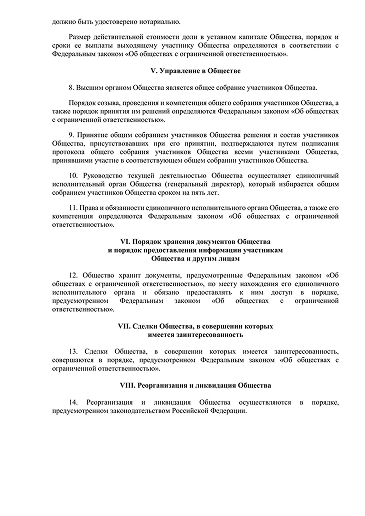 должно быть удостоверено нотариально.
Размер действительной стоимости доли в уставном капитале Общества, порядок и
сроки ее выплаты выходящему участнику Общества определяются в соответствии с
Федеральным законом «Об обществах с ограниченной ответственностью».
V. Управление в Обществе
8. Высшим органом Общества является общее собрание участников Общества.
Порядок созыва, проведения и компетенция общего собрания участников Общества, а
также порядок принятия им решений определяются Федеральным законом «Об обществах
с ограниченной ответственностью».
9. Принятие общим собранием участников Общества решения и состав участников
Общества, присутствовавших при его принятии, подтверждаются путем подписания
протокола общего собрания участников Общества всеми участниками Общества,
принявшими участие в соответствующем общем собрании участников Общества.
10. Руководство текущей деятельностью Общества осуществляет единоличный
исполнительный орган Общества (генеральный директор), который избирается общим
собранием участников Общества сроком на пять лет.
11. Права и обязанности единоличного исполнительного органа Общества, а также его
компетенция определяются Федеральным законом «Об обществах с ограниченной
ответственностью».
VI. Порядок хранения документов Общества
и порядок предоставления информации участникам
Общества и другим лицам
12. Общество хранит документы, предусмотренные Федеральным законом «Об
обществах с ограниченной ответственностью», по месту нахождения его единоличного
исполнительного органа и обязано предоставлять к ним доступ в порядке,
предусмотренном Федеральным законом «Об обществах с ограниченной
ответственностью».
VII. Сделки Общества, в совершении которых
имеется заинтересованность
13. Сделки Общества, в совершении которых имеется заинтересованность,
совершаются в порядке, предусмотренном Федеральным законом «Об обществах с
ограниченной ответственностью».
VIII. Реорганизация и ликвидация Общества
14. Реорганизация и ликвидация Общества осуществляются в порядке,
предусмотренном законодательством Российской Федерации.